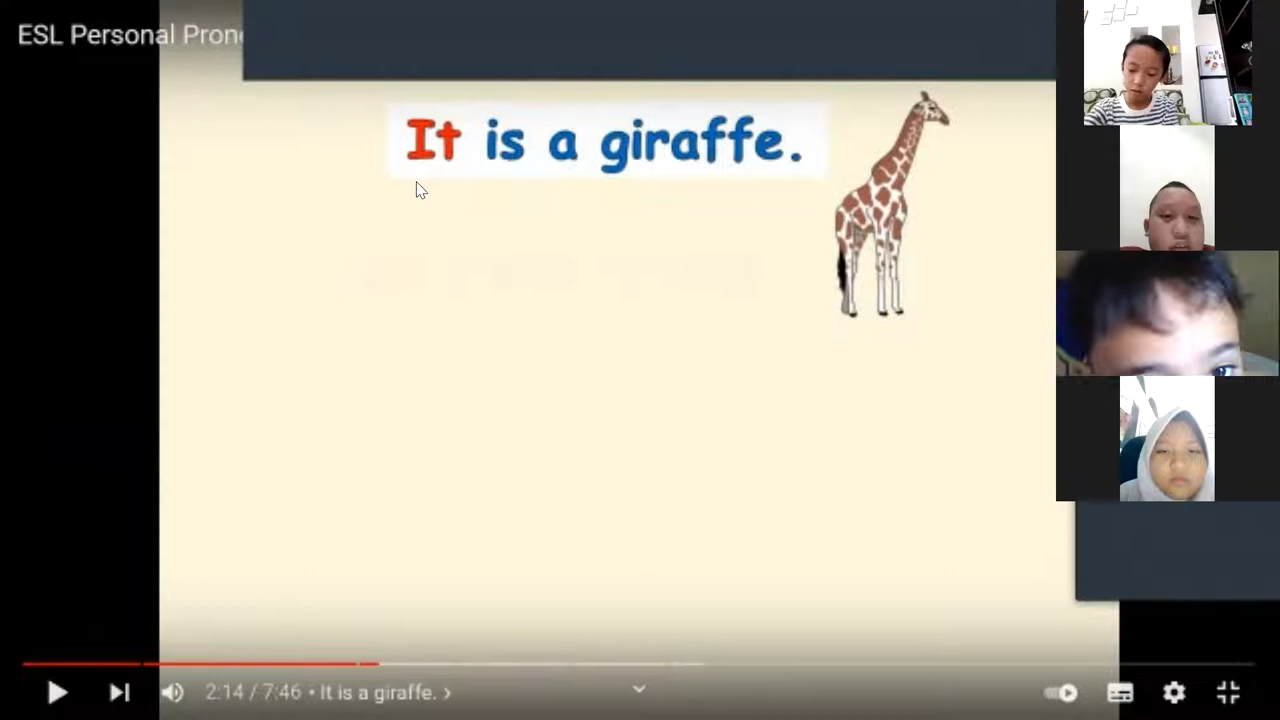 ESL Personal Pron
It is a giraffe.
2:14 / 7:46 • It is a giraffe. ›